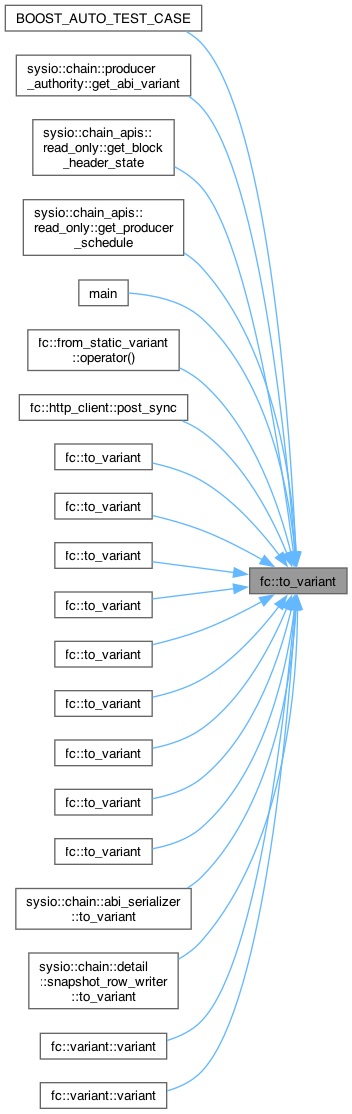 BOOST_AUTO_TEST_CASE
sysio::chain::producer
_authority::get_abi_variant
sysio::chain_apis::
read_only::get_block
_header_state
sysio::chain_apis::
read_only::get_producer
_schedule
main
fc::from_static_variant
::operator()
fc::http_client::post_sync
fc::to_variant
fc::to_variant
fc::to_variant
fc::to_variant
fc::to_variant
fc::to_variant
fc::to_variant
fc::to_variant
fc::to_variant
sysio::chain::abi_serializer
::to_variant
sysio::chain::detail
::snapshot_row_writer
::to_variant
fc::variant::variant
fc::variant::variant
fc::to_variant